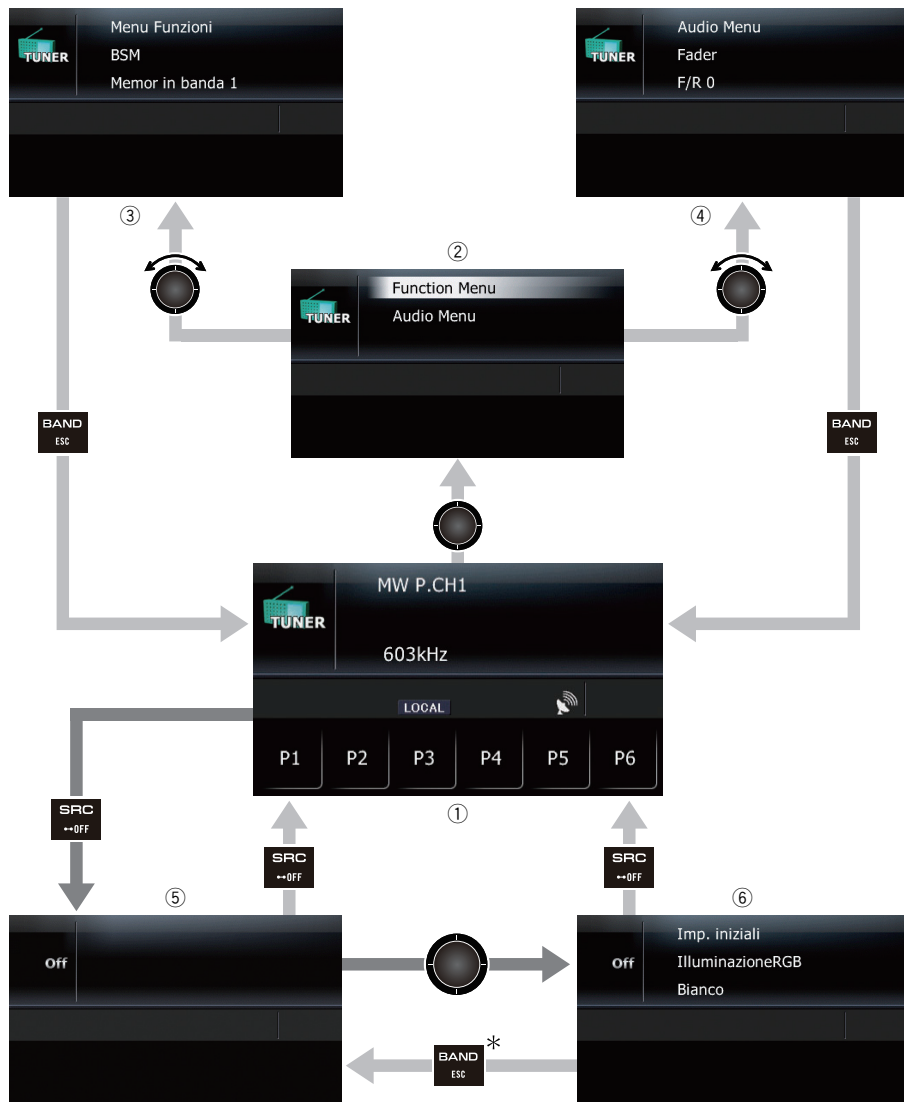 Menu Funzioni
TUNER
BSM
Memor in banda 1
Audio Menu
TUNER
Fader
F/R 0
③
④
②
Function Menu
TUNER
Audio Menu
BAND
ESC
BAND
ESC
MW P.CH1
TUNER
603kHz
LOCAL
P1 P2 P3 P4 P5 P6
①
SRC
OFF
SRC
OFF
SRC
OFF
⑤
⑥
Off
Imp. iniziali
Off
IlluminazioneRGB
Bianco
BAND *
ESC